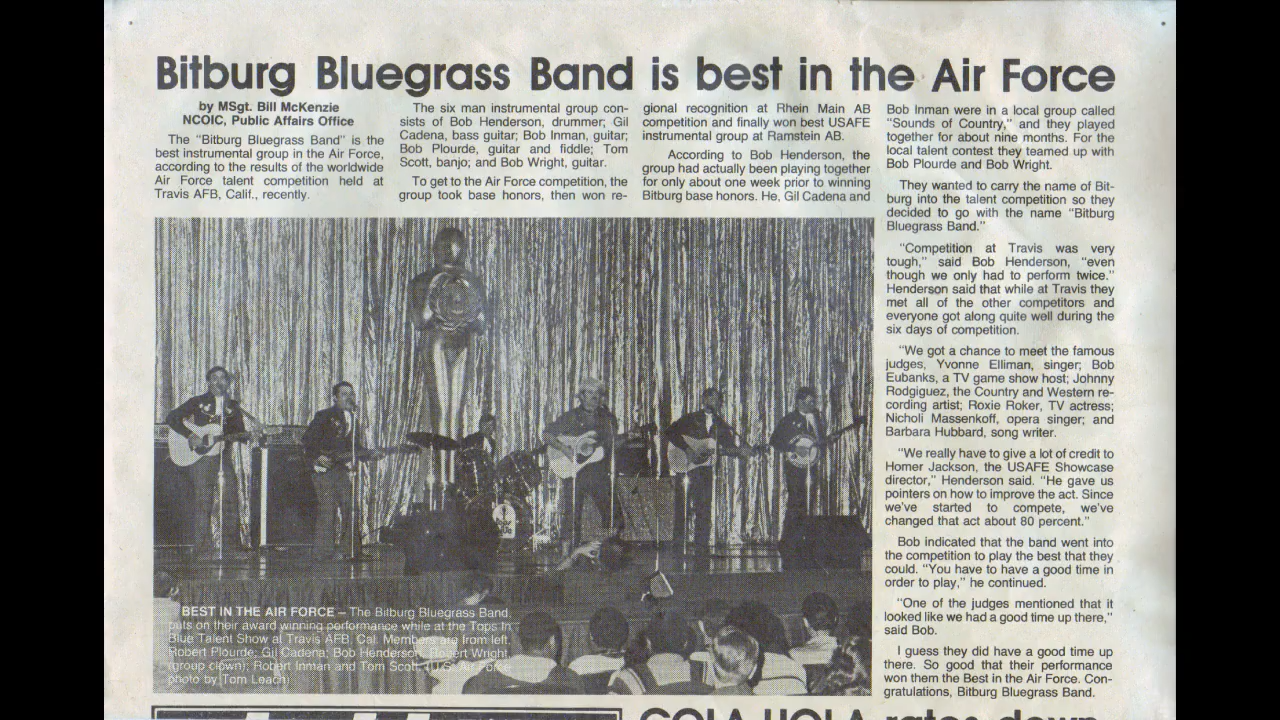 Bitburg Bluegrass Band is best in the Air Force
by MSgt. Bill McKenzie
NCOIC, Public Affairs Office
The "Bitburg Bluegrass Band" is the
best instrumental group in the Air Force,
according to the results of the worldwide
Air Force talent competition held at
Travis AFB, Calif., recently.
The six man instrumental group con-
sists of Bob Henderson, drummer; Gil
Cadena, bass guitar; Bob Inman, guitar;
Bob Plourde, guitar and fiddle; Tom
Scott, banjo; and Bob Wright, guitar.
To get to the Air Force competition, the
group took base honors, then won re-
gional recognition at Rhein Main AB
competition and finally won best USAFE
instrumental group at Ramstein AB.
According to Bob Henderson, the
group had actually been playing together
for only about one week prior to winning
Bitburg base honors. He, Gil Cadena and
Bob Inman were in a local group called
"Sounds of Country," and they played
together for about nine months. For the
local talent contest they teamed up with
Bob Plourde and Bob Wright.
They wanted to carry the name of Bit-
burg into the talent competition so they
decided to go with the name "Bitburg
Bluegrass Band."
"Competition at Travis was very
tough," said Bob Henderson, "even
though we only had to perform twice."
Henderson said that while at Travis they
met all of the other competitors and
everyone got along quite well during the
six days of competition.
"We got a chance to meet the famous
judges, Yvonne Elliman, singer; Bob
Eubanks, a TV game show host; Johnny
Rodgiguez, the Country and Western re-
cording artist; Roxie Roker, TV actress;
Nicholi Massenkoff, opera singer; and
Barbara Hubbard, song writer.
"We really have to give a lot of credit to
Homer Jackson, the USAFE Showcase
director," Henderson said. "He gave us
pointers on how to improve the act. Since
we've started to compete, we've
changed that act about 80 percent."
Bob indicated that the band went into
the competition to play the best that they
could. "You have to have a good time in
order to play," he continued.
"One of the judges mentioned that it
looked like we had a good time up there,"
said Bob.
I guess they did have a good time up
there. So good that their performance
won them the Best in the Air Force. Con-
gratulations, Bitburg Bluegrass Band.
BEST IN THE AIR FORCE – The Bitburg Bluegrass Band,
puts on their award winning performance while at the Tops In
Blue Talent Show at Travis AFB, Cal. Members are from left,
Robert Plourde; Gil Cadena; Bob Henderson, Robert Wright,
(group clown); Robert Inman and Tom Scott. (U.S. Air Force
photo by Tom Leach)